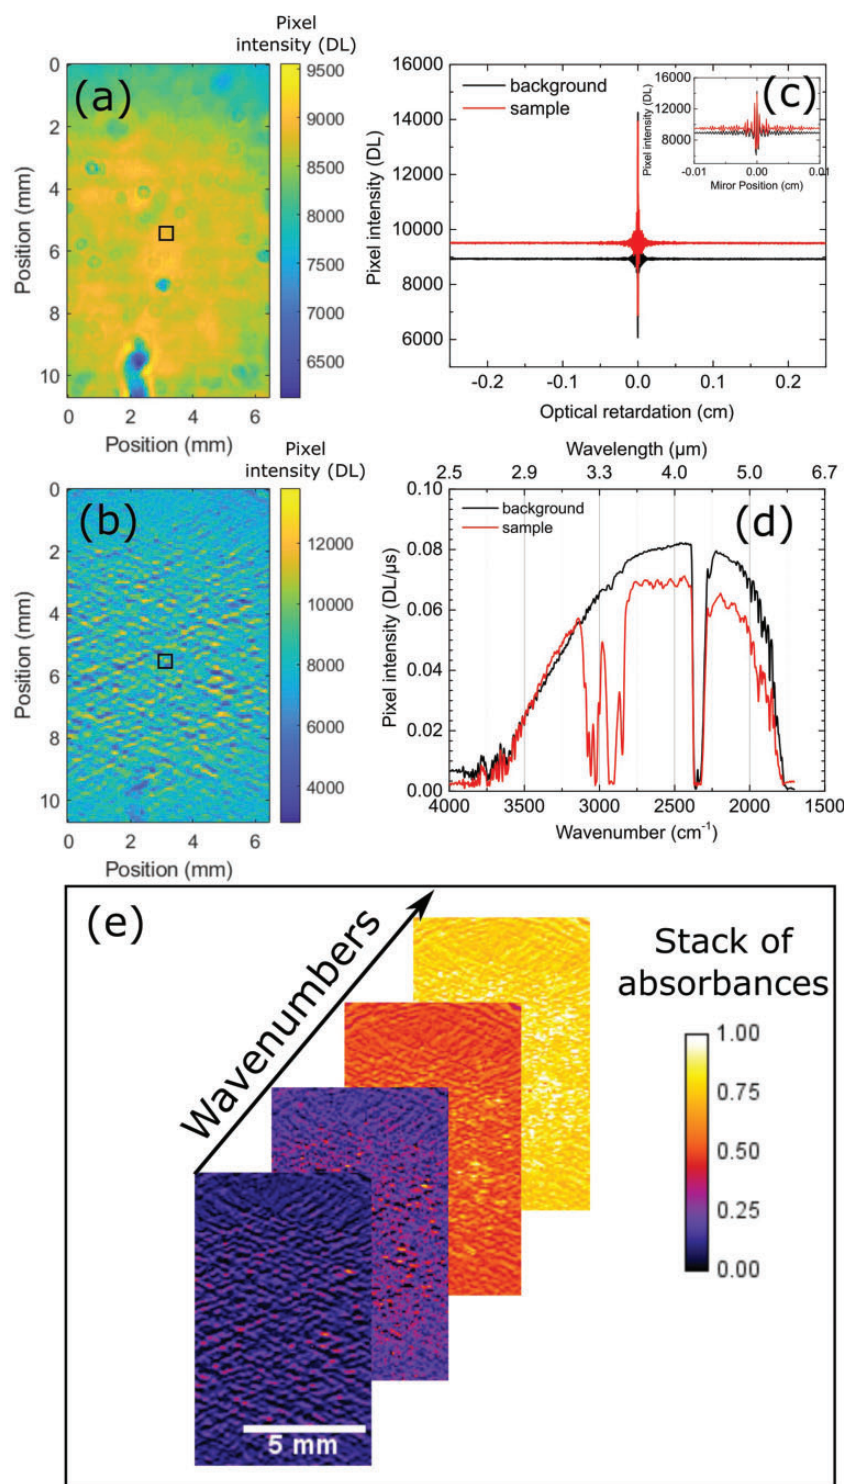 Pixel
intensity (DL)
(a)
0
2
4
6
8
10
Position (mm)
0 2 4 6
Position (mm)
9500
9000
8500
8000
7500
7000
6500
(c)
background
sample
16000
14000
12000
10000
8000
6000
Pixel intensity (DL)
-0.2 -0.1 0.0 0.1 0.2
Optical retardation (cm)
16000
12000
8000
Pixel intensity (DL)
-0.01 0.00 0.01
Miror Position (cm)
Pixel
intensity (DL)
(b)
0
2
4
6
8
10
Position (mm)
0 2 4 6
Position (mm)
12000
10000
8000
6000
4000
Wavelength (µm)
2.5 2.9 3.3 4.0 5.0 6.7
(d)
background
sample
0.10
0.08
0.06
0.04
0.02
0.00
Pixel intensity (DL/µs)
4000 3500 3000 2500 2000 1500
Wavenumber (cm-1)
(e)
Wavenumbers
Stack of
absorbances
1.00
0.75
0.50
0.25
0.00
5 mm